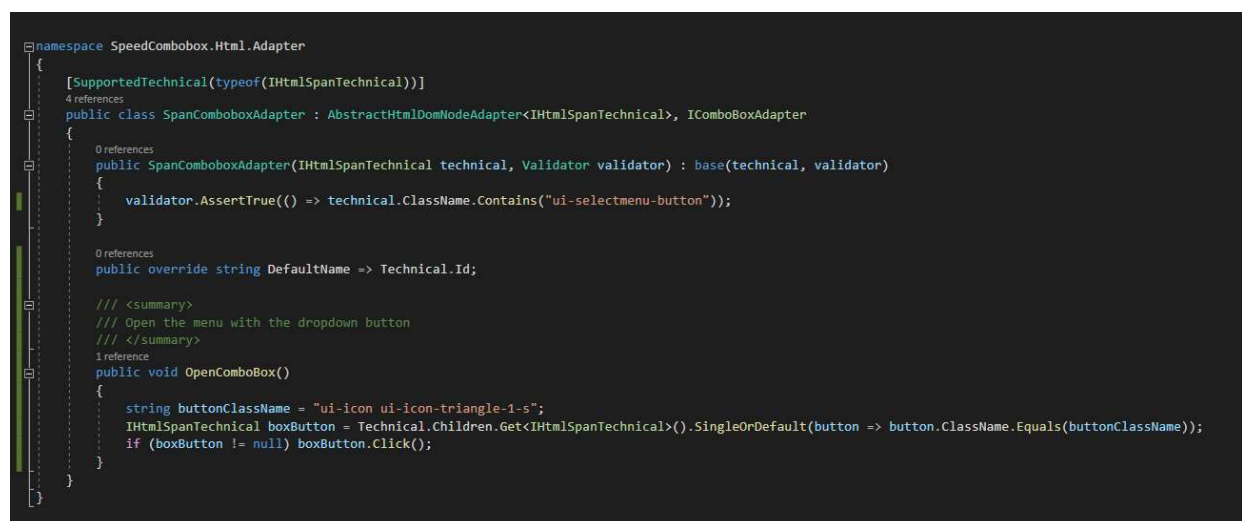 namespace SpeedCombobox.Html.Adapter
{
[SupportedTechnical(typeof(IHtmlSpanTechnical))]
4 references
public class SpanComboboxAdapter : AbstractHtmlDomNodeAdapter<IHtmlSpanTechnical>, IComboBoxAdapter
{
0 references
public SpanComboboxAdapter(IHtmlSpanTechnical technical, Validator validator) : base(technical, validator)
{
validator.AssertTrue(() => technical.ClassName.Contains("ui-selectmenu-button"));
}
0 references
public override string DefaultName => Technical.Id;
/// <summary>
/// Open the menu with the dropdown button
/// </summary>
1 reference
public void OpenComboBox()
{
string buttonClassName = "ui-icon ui-icon-triangle-1-s";
IHtmlSpanTechnical boxButton = Technical.Children.Get<IHtmlSpanTechnical>().SingleOrDefault(button => button.ClassName.Equals(buttonClassName));
if (boxButton != null) boxButton.Click();
}
}
}